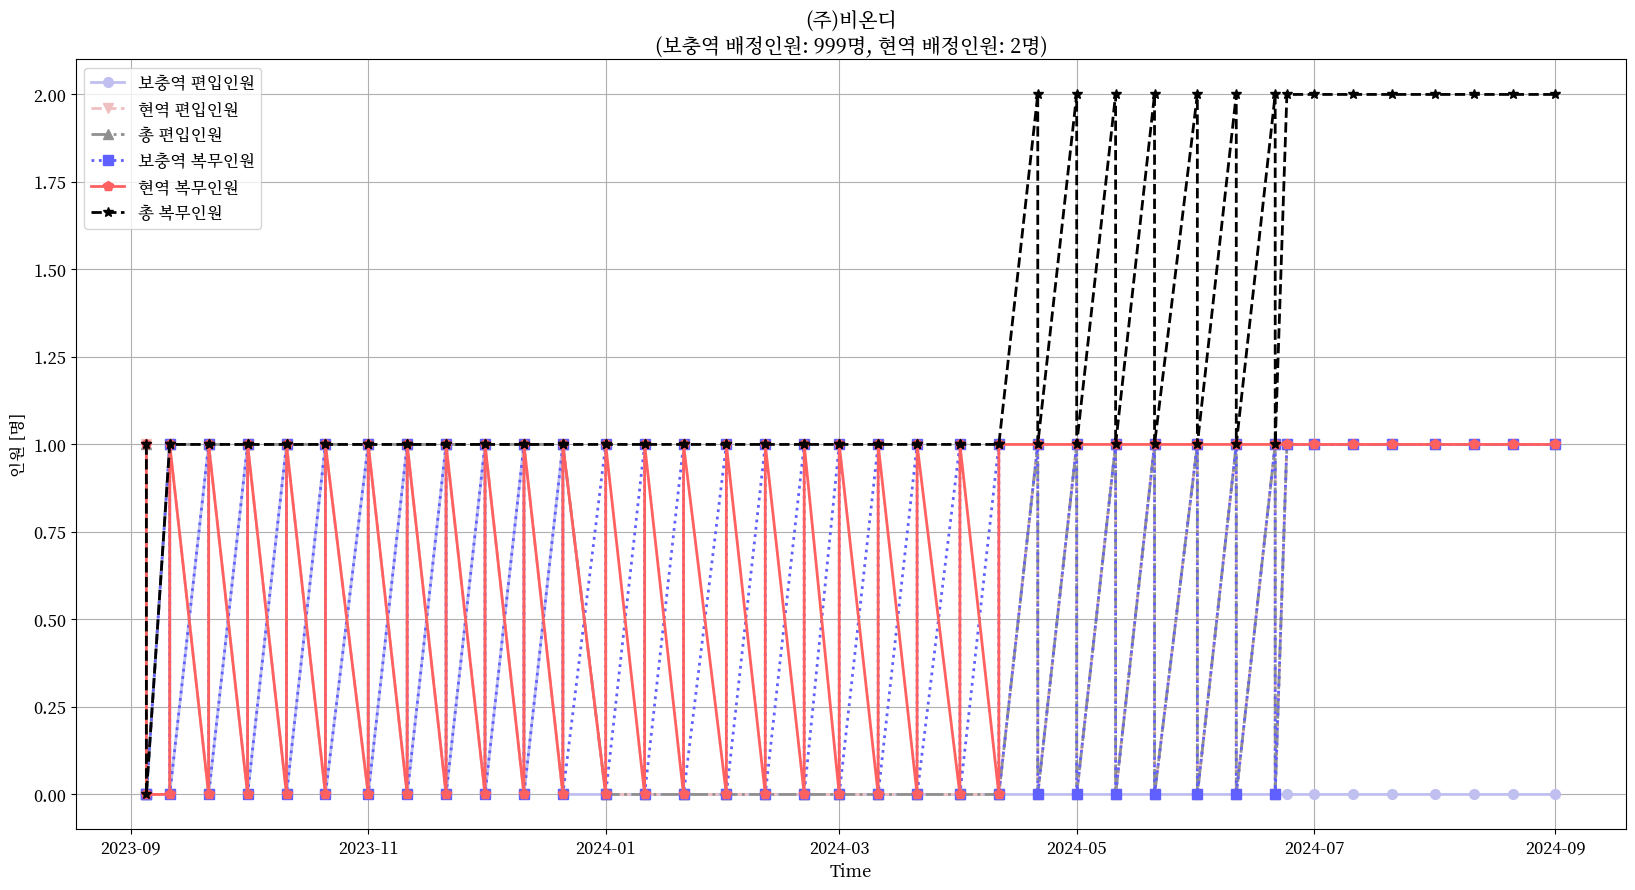 (주)비온디
(보충역 배정인원: 999명, 현역 배정인원: 2명)
보충역 편입인원
현역 편입인원
총 편입인원
보충역 복무인원
현역 복무인원
총 복무인원
인원 [명]
2.00
1.75
1.50
1.25
1.00
0.75
0.50
0.25
0.00
2023-09 2023-11 2024-01 2024-03 2024-05 2024-07 2024-09
Time